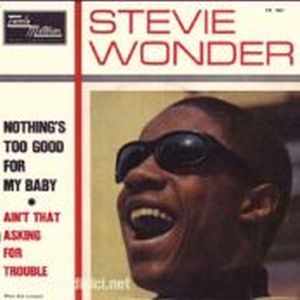 STEVIE
WONDER
Tamla
Motown
NOTHING'S
TOO GOOD
FOR
MY BABY
•
AIN'T THAT
ASKING
FOR
TROUBLE